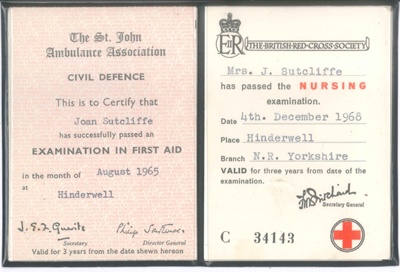 The St. John
Ambulance Association
CIVIL DEFENCE
This is to Certify that
Joan Sutcliffe
has successfully passed an
EXAMINATION IN FIRST AID
in the month of August 1965
at
Hinderwell
Secretary
Director General
Valid for 3 years from the date shewn hereon
E II R
THE·BRITISH·RED·CROSS·SOCIETY
Mrs. J. Sutcliffe
has passed the NURSING
examination.
Date 4th. December 1968
Place Hinderwell
Branch N.R. Yorkshire
VALID for three years from date of
the examination.
Secretary General
C 34143